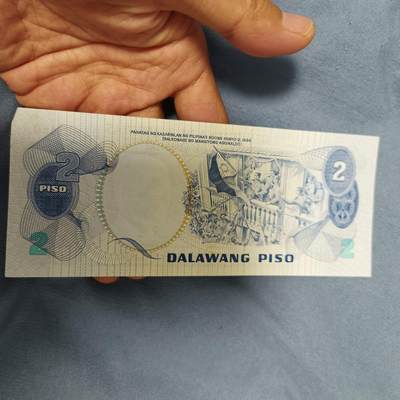 PAHAYAG NG KASARINLAN NG PILIPINAS NOONG HUNYO 12, 1898
(BALKONAHE NG MANSYONG AGUINALDO)
2
PISO
2
2
2
DALAWANG PISO